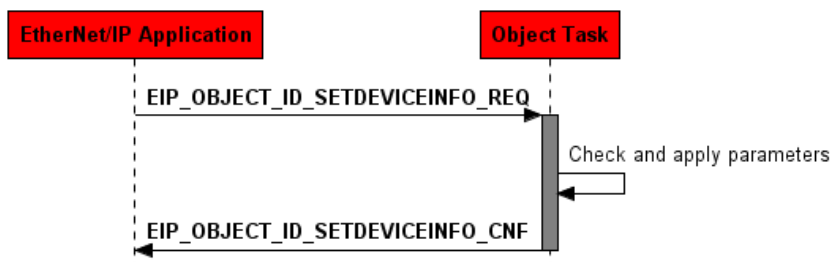 EtherNet/IP Application
Object Task
EIP_OBJECT_ID_SETDEVICEINFO_REQ
Check and apply parameters
EIP_OBJECT_ID_SETDEVICEINFO_CNF